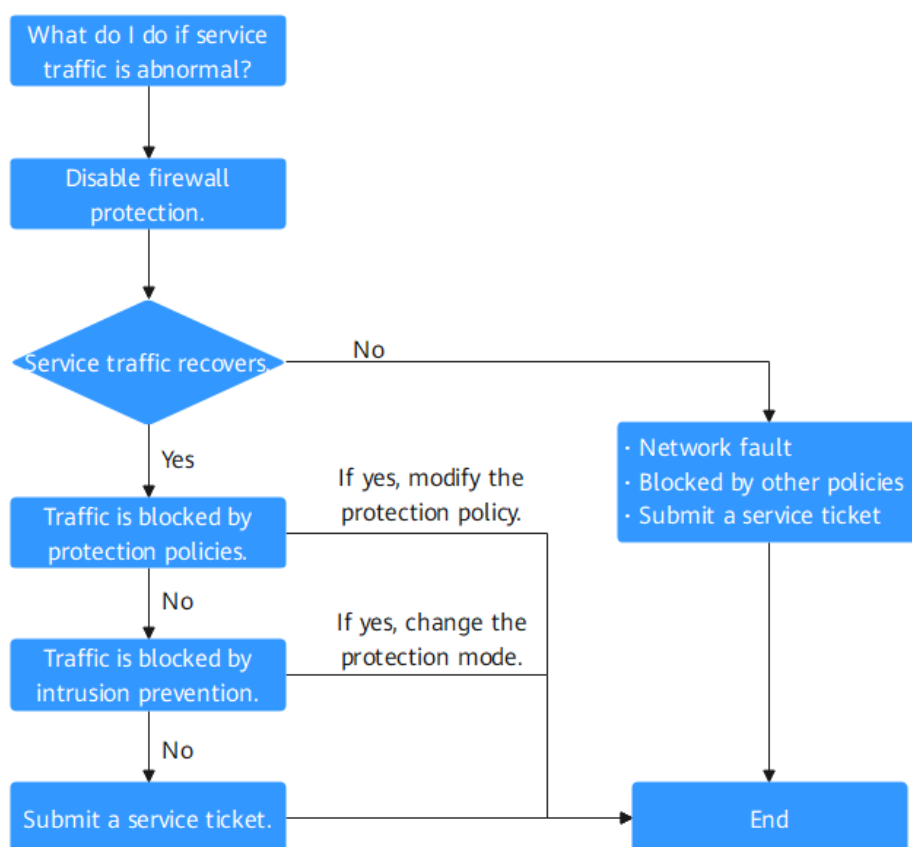 What do I do if service
traffic is abnormal?
Disable firewall
protection.
Service traffic recovers.
No
Yes
· Network fault
· Blocked by other policies
· Submit a service ticket
If yes, modify the
protection policy.
Traffic is blocked by
protection policies.
No
If yes, change the
protection mode.
Traffic is blocked by
intrusion prevention.
No
Submit a service ticket.
End